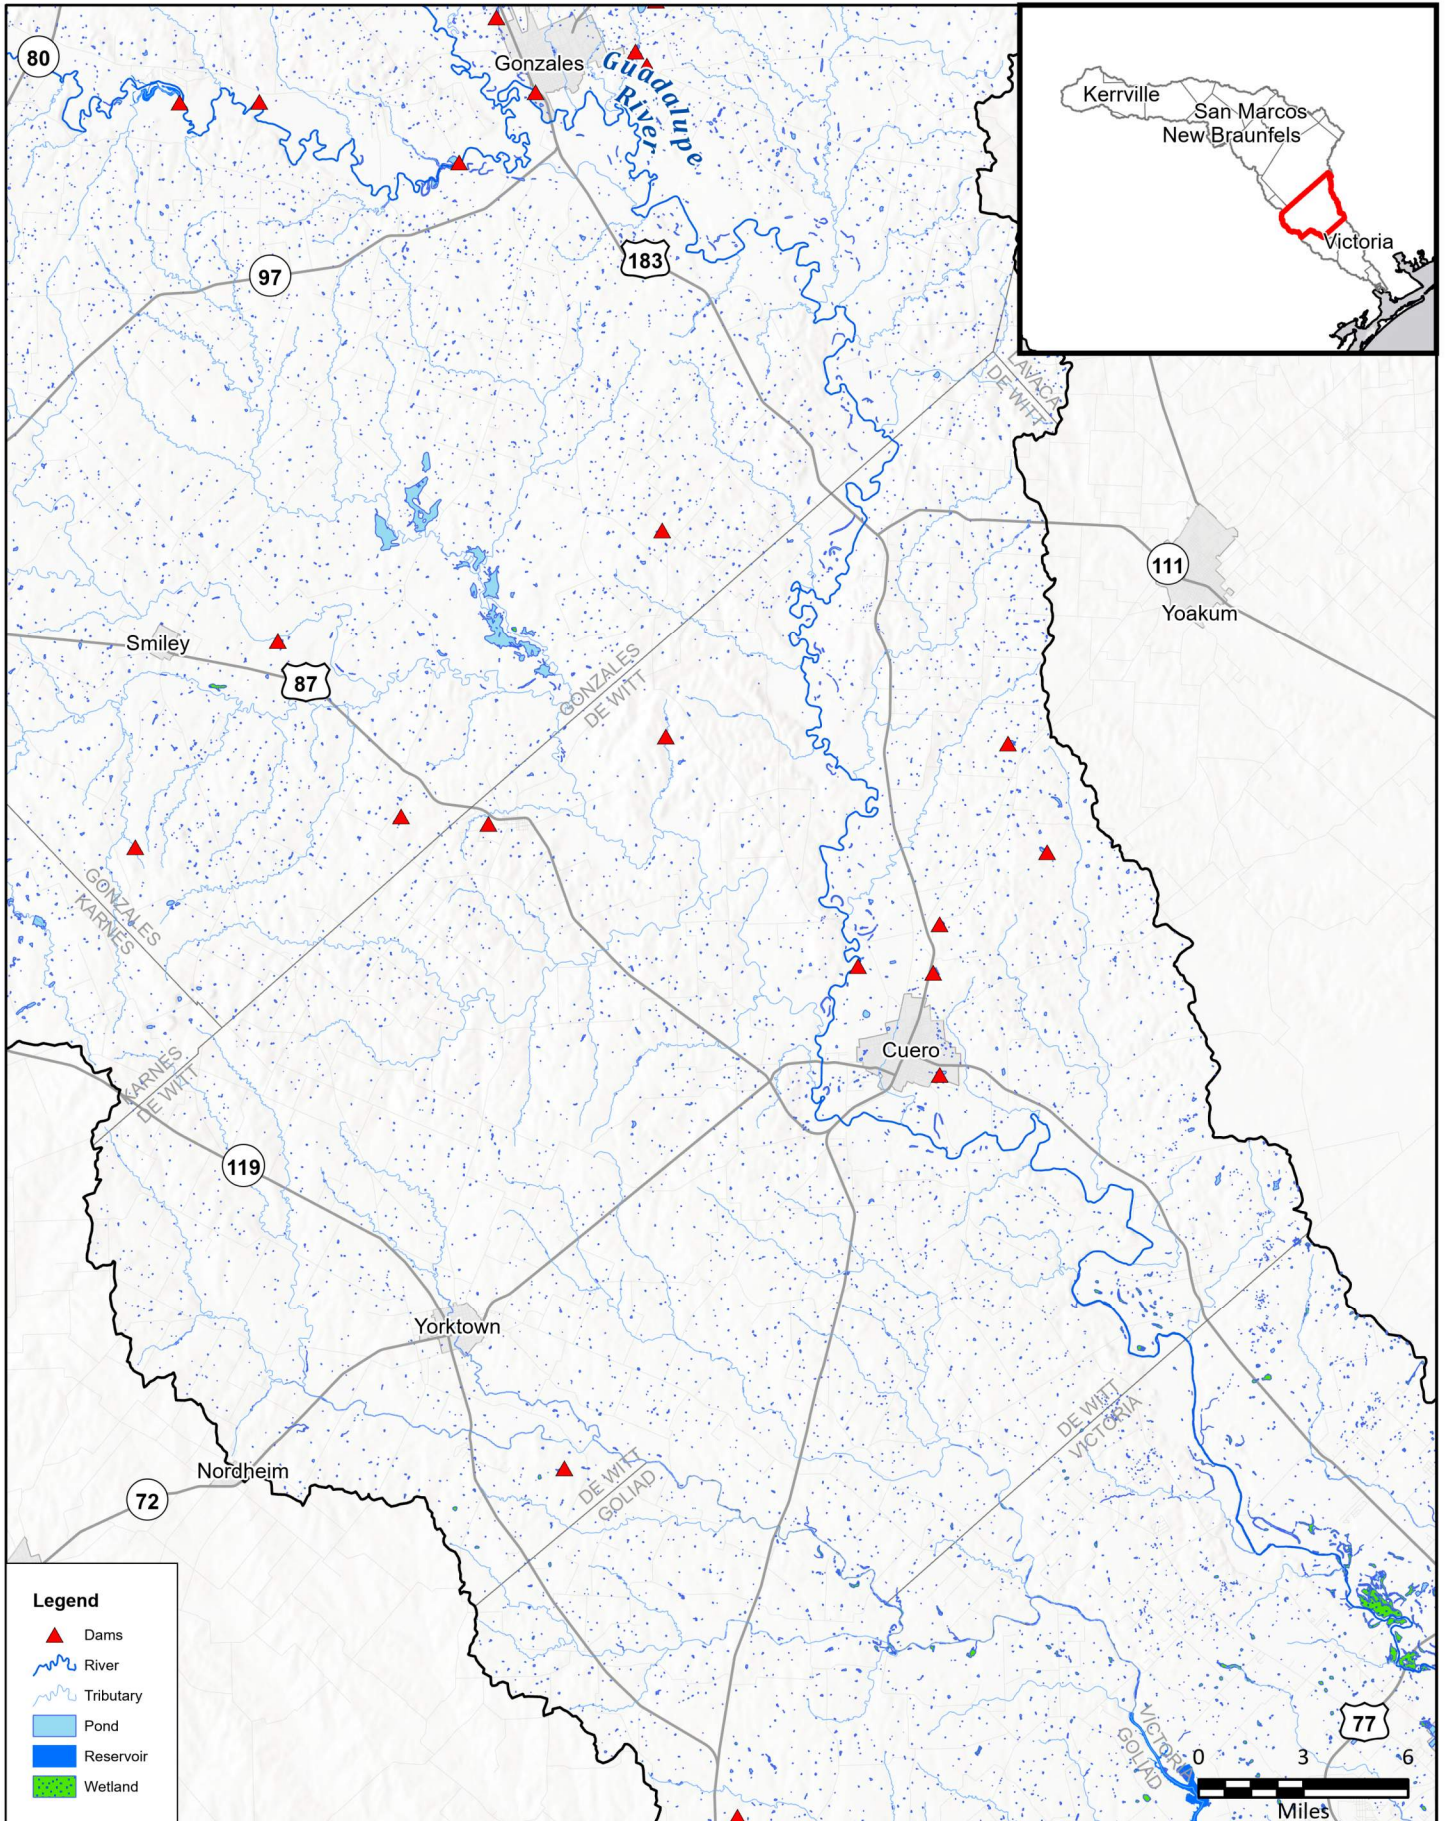 80
Gonzales
Guadalupe
River
Kerrville
San Marcos
New Braunfels
Victoria
183
97
LAVACA
DE WITT
111
Yoakum
Smiley
87
GONZALES
DE WITT
GONZALES
KARNES
Cuero
KARNES
DE WITT
119
Yorktown
DE WITT
VICTORIA
Nordheim
72
DE WITT
GOLIAD
Legend
Dams
River
Tributary
Pond
Reservoir
Wetland
VICTORIA
GOLIAD
77
0 3 6
Miles